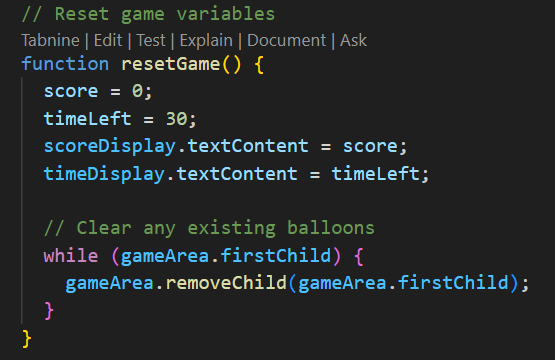 // Reset game variables
Tabnine | Edit | Test | Explain | Document | Ask
function resetGame() {
  score = 0;
  timeLeft = 30;
  scoreDisplay.textContent = score;
  timeDisplay.textContent = timeLeft;

  // Clear any existing balloons
  while (gameArea.firstChild) {
    gameArea.removeChild(gameArea.firstChild);
  }
}